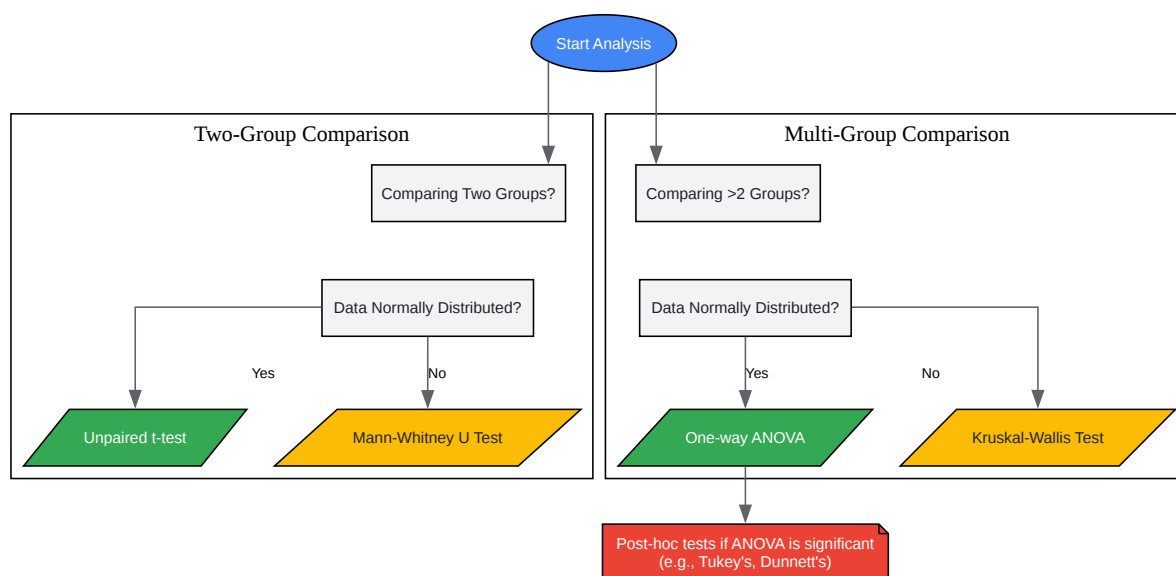 Start Analysis
Two-Group Comparison
Multi-Group Comparison
Comparing Two Groups?
Comparing >2 Groups?
Data Normally Distributed?
Data Normally Distributed?
Yes
No
Yes
No
Unpaired t-test
Mann-Whitney U Test
One-way ANOVA
Kruskal-Wallis Test
Post-hoc tests if ANOVA is significant
(e.g., Tukey's, Dunnett's)